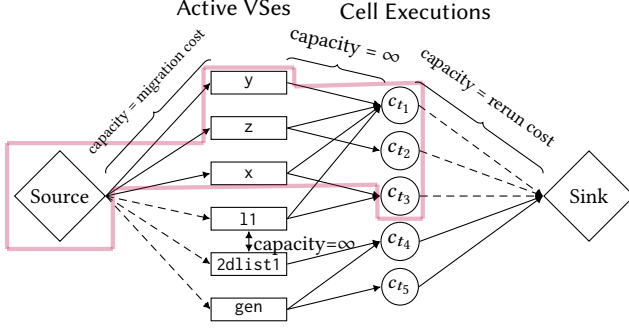 Active VSes
Cell Executions
capacity = migration cost
capacity = ∞
capacity = rerun cost
y
z
x
l1
capacity=∞
2dlist1
gen
c_{t_1}
c_{t_2}
c_{t_3}
c_{t_4}
c_{t_5}
Source
Sink